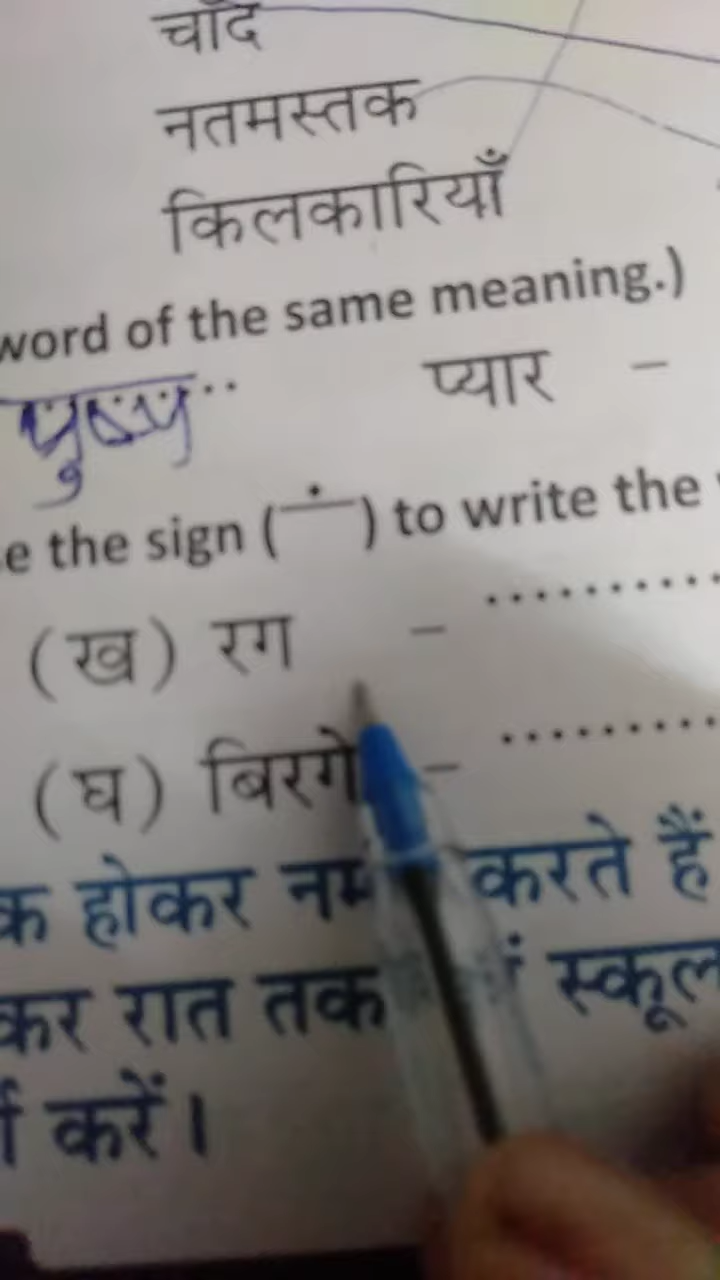 चाँद
नतमस्तक
किलकारियाँ
word of the same meaning.)
पुष्प .. प्यार –
the sign ( ∸ ) to write the
(ख) रग – ..........
(घ) बिरगे – ..........
होकर करते हैं
कर रात तक स्कूल
करें।